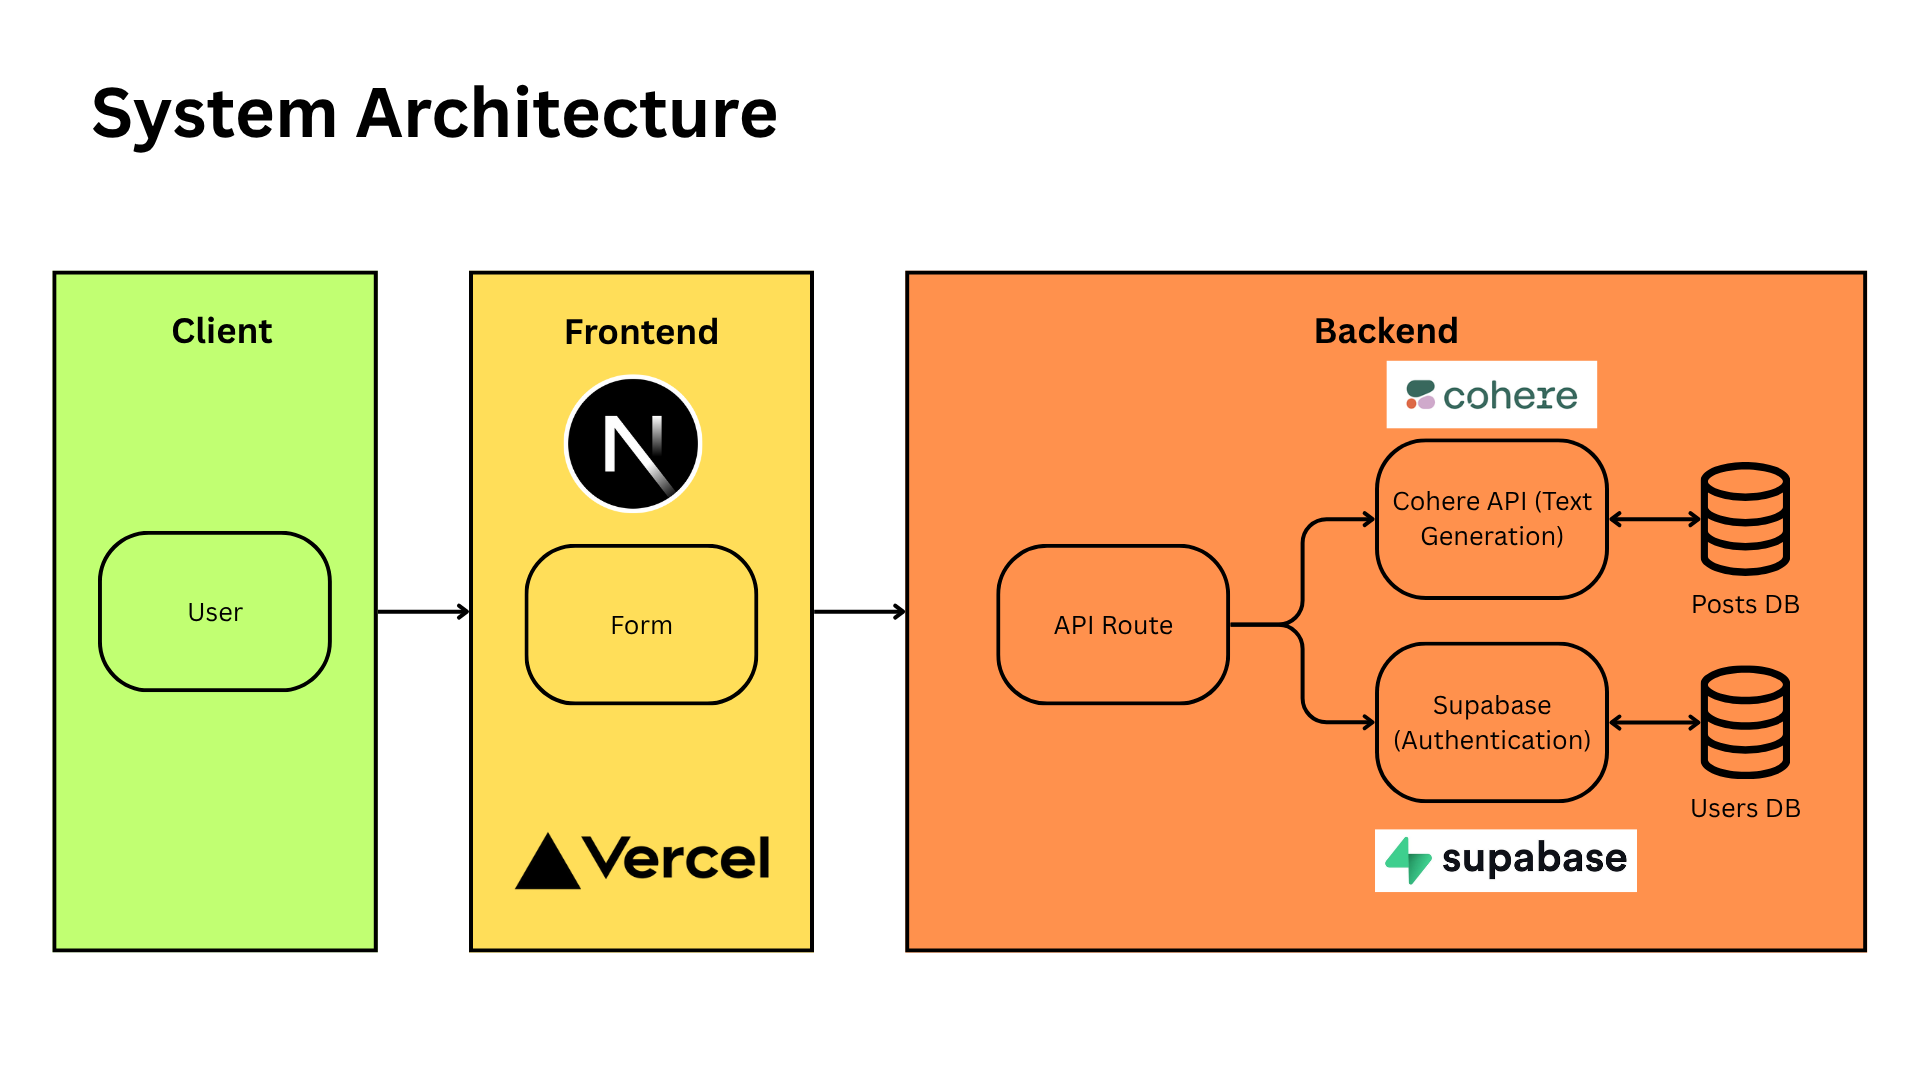 System Architecture
Client
User
Frontend
N
Form
Vercel
Backend
cohere
API Route
Cohere API (Text
Generation)
Posts DB
Supabase
(Authentication)
Users DB
supabase